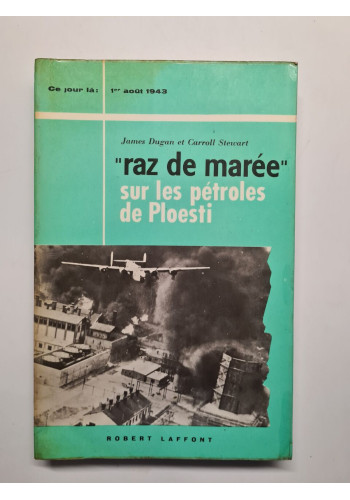 Ce jour là : 1er août 1943
James Dugan et Carroll Stewart
"raz de marée"
sur les pétroles
de Ploesti
ROBERT LAFFONT